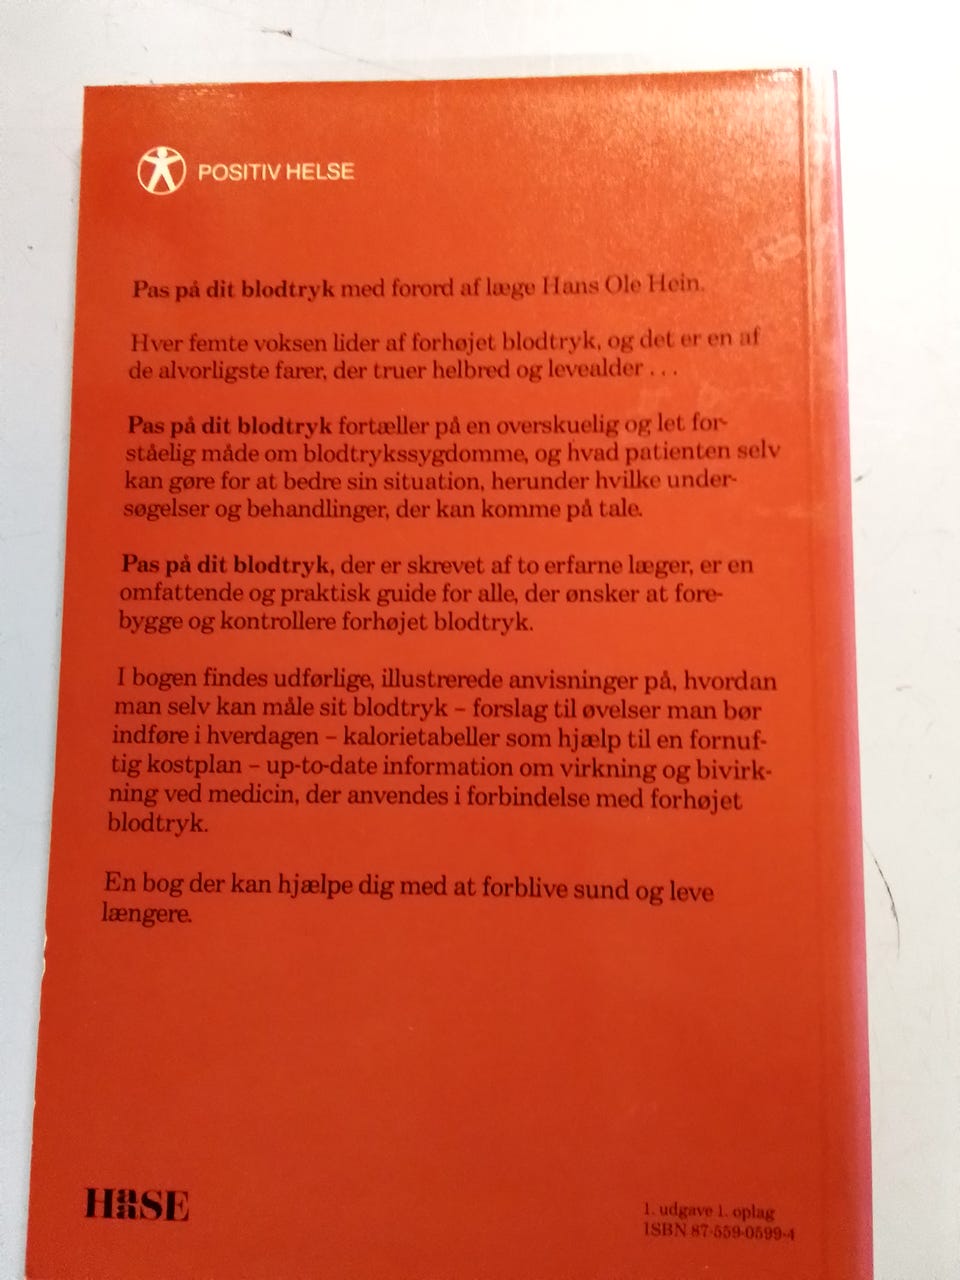 POSITIV HELSE
Pas på dit blodtryk med forord af læge Hans Ole Hein.
Hver femte voksen lider af forhøjet blodtryk, og det er en af
de alvorligste farer, der truer helbred og levealder . . .
Pas på dit blodtryk fortæller på en overskuelig og let for-
ståelig måde om blodtrykssygdomme, og hvad patienten selv
kan gøre for at bedre sin situation, herunder hvilke under-
søgelser og behandlinger, der kan komme på tale.
Pas på dit blodtryk, der er skrevet af to erfarne læger, er en
omfattende og praktisk guide for alle, der ønsker at fore-
bygge og kontrollere forhøjet blodtryk.
I bogen findes udførlige, illustrerede anvisninger på, hvordan
man selv kan måle sit blodtryk – forslag til øvelser man bør
indføre i hverdagen – kalorietabeller som hjælp til en fornuf-
tig kostplan – up-to-date information om virkning og bivirk-
ning ved medicin, der anvendes i forbindelse med forhøjet
blodtryk.
En bog der kan hjælpe dig med at forblive sund og leve
længere.
HaaSE
1. udgave 1. oplag
ISBN 87-559-0599-4